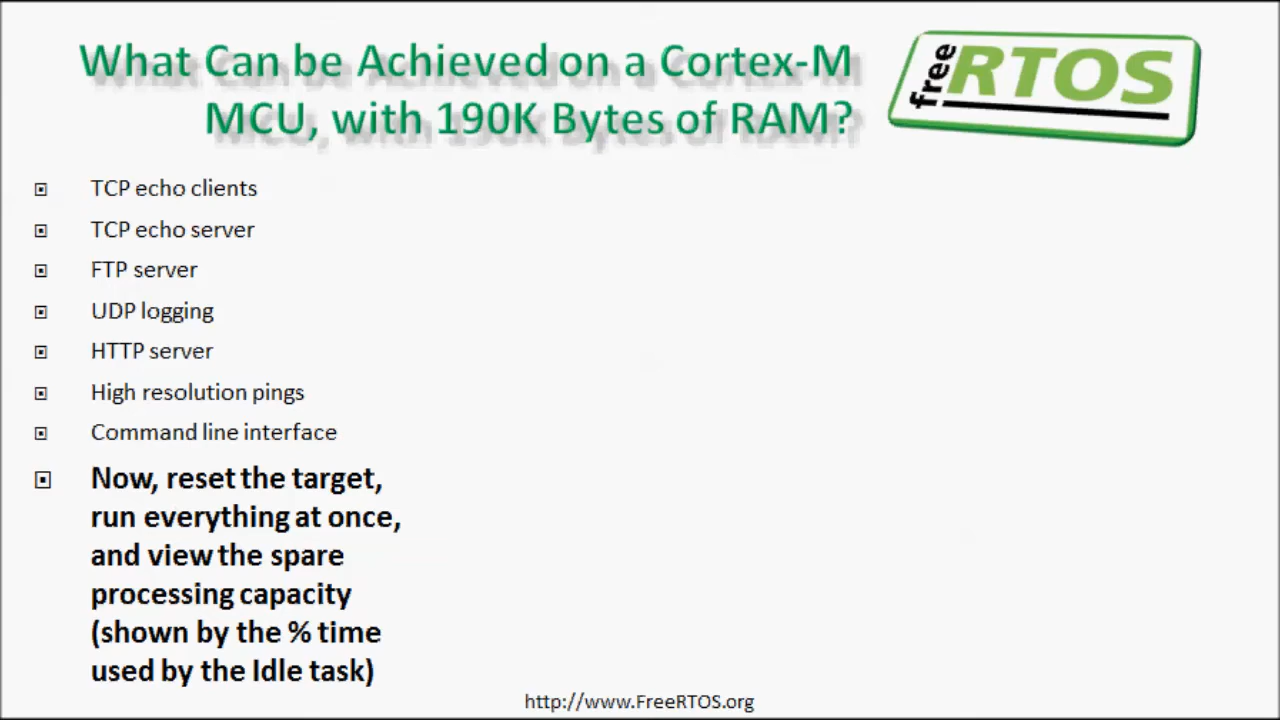 What Can be Achieved on a Cortex-M
MCU, with 190K Bytes of RAM?
free RTOS
TCP echo clients
TCP echo server
FTP server
UDP logging
HTTP server
High resolution pings
Command line interface
Now, reset the target,
run everything at once,
and view the spare
processing capacity
(shown by the % time
used by the Idle task)
http://www.FreeRTOS.org